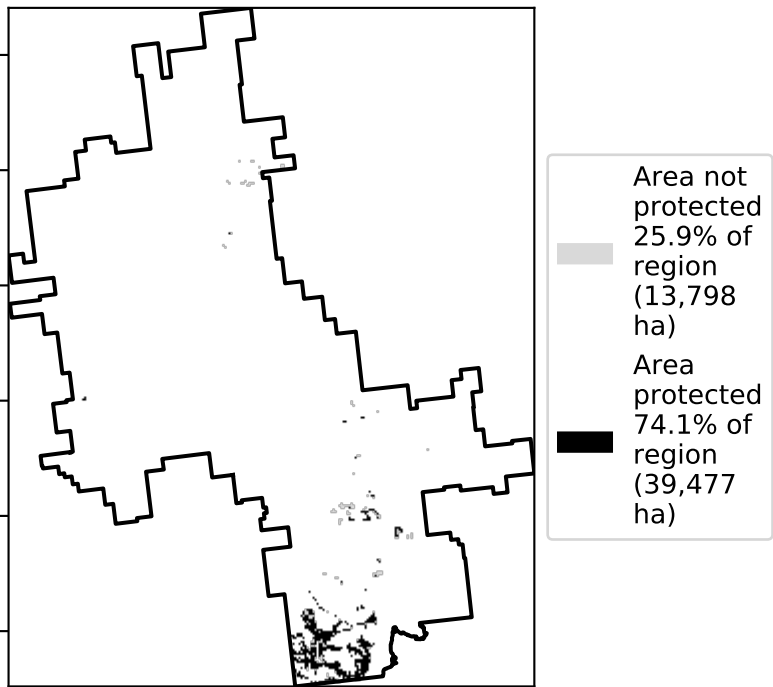 Area not
protected
25.9% of
region
(13,798
ha)
Area
protected
74.1% of
region
(39,477
ha)